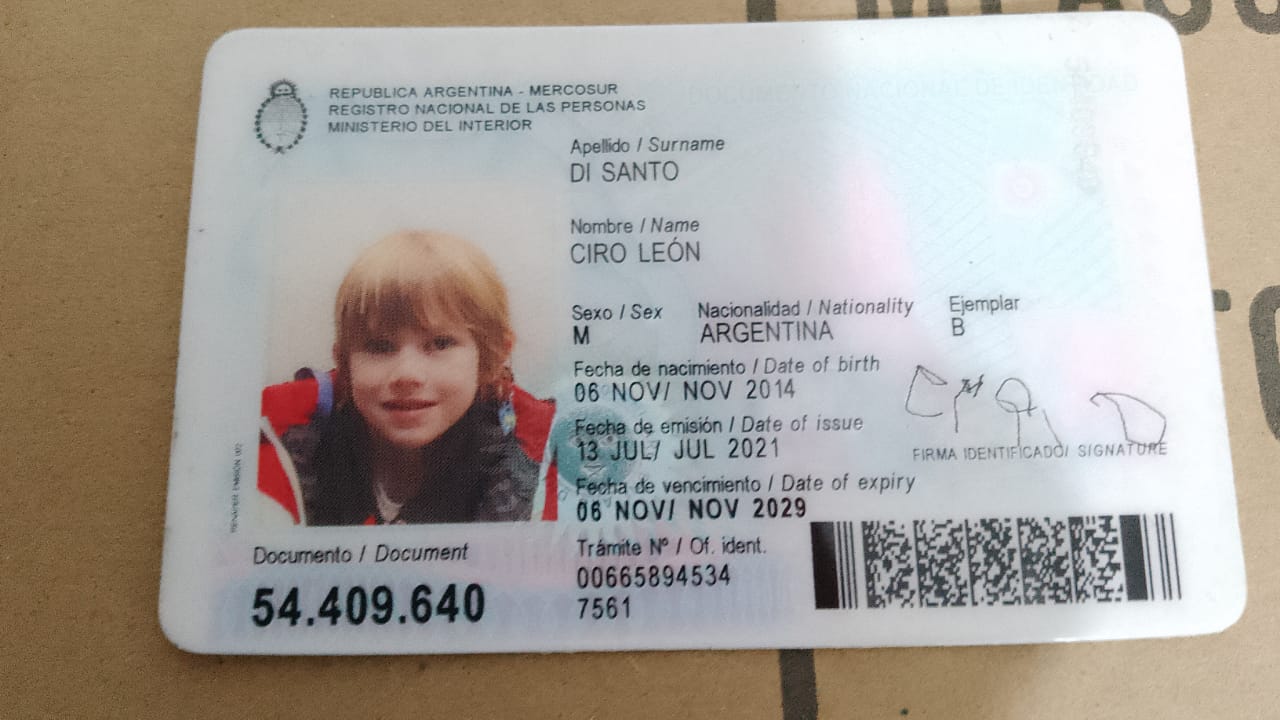 REPUBLICA ARGENTINA - MERCOSUR
REGISTRO NACIONAL DE LAS PERSONAS
MINISTERIO DEL INTERIOR
Apellido / Surname
DI SANTO
Nombre / Name
CIRO LEÓN
Sexo / Sex
M
Nacionalidad / Nationality
ARGENTINA
Ejemplar
B
Fecha de nacimiento / Date of birth
06 NOV/ NOV 2014
Fecha de emisión / Date of issue
13 JUL/ JUL 2021
FIRMA IDENTIFICADO/ SIGNATURE
Fecha de vencimiento / Date of expiry
06 NOV/ NOV 2029
Documento / Document
54.409.640
Trámite Nº / Of. ident.
00665894534
7561